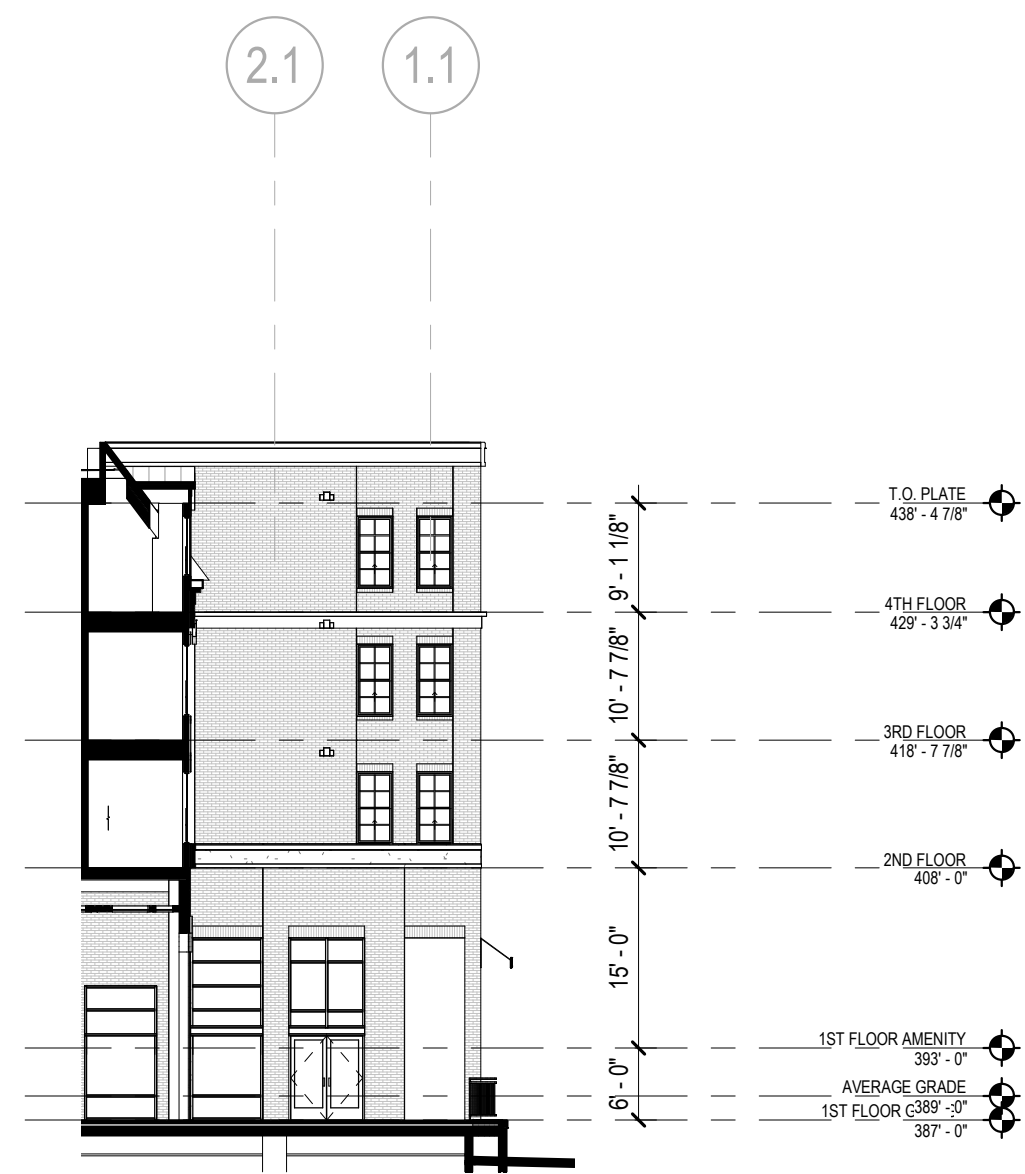 2.1
1.1
T.O. PLATE
438' - 4 7/8"
9' - 1 1/8"
4TH FLOOR
429' - 3 3/4"
10' - 7 7/8"
3RD FLOOR
418' - 7 7/8"
10' - 7 7/8"
2ND FLOOR
408' - 0"
15' - 0"
1ST FLOOR AMENITY
393' - 0"
6' - 0"
AVERAGE GRADE
389' - 0"
1ST FLOOR
387' - 0"